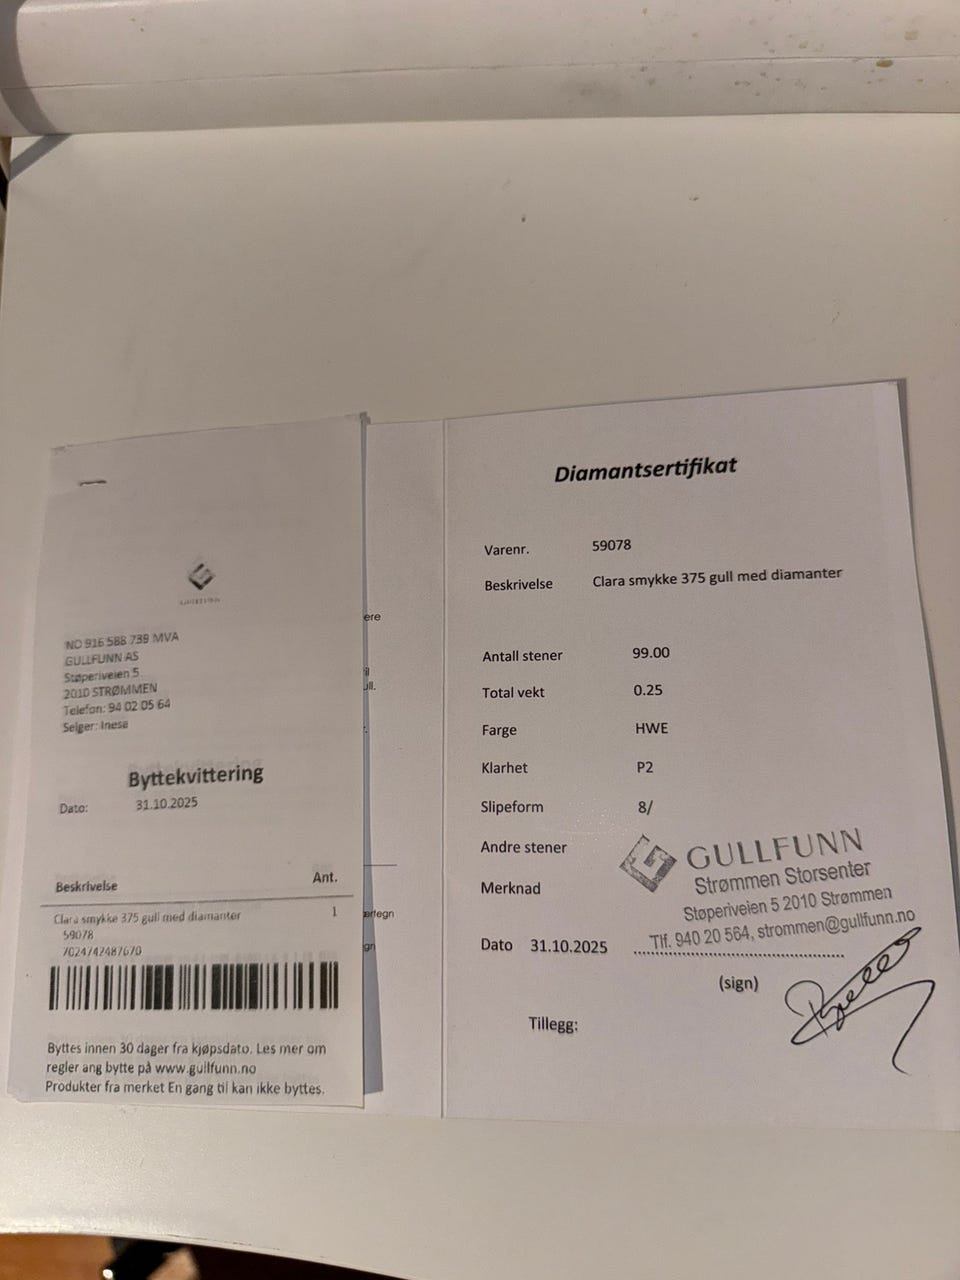 GULLFUNN
NO 916 588 739 MVA
GULLFUNN AS
Støperiveien 5
2010 STRØMMEN
Telefon: 94 02 05 64
Selger: Inese
Byttekvittering
Dato: 31.10.2025
Beskrivelse Ant.
Clara smykke 375 gull med diamanter 1
59078
7024747487670
Byttes innen 30 dager fra kjøpsdato. Les mer om
regler ang bytte på www.gullfunn.no
Produkter fra merket En gang til kan ikke byttes.
ere
il
ull.
gn
Diamantsertifikat
Varenr. 59078
Beskrivelse Clara smykke 375 gull med diamanter
Antall stener 99.00
Total vekt 0.25
Farge HWE
Klarhet P2
Slipeform 8/
Andre stener
Merknad
GULLFUNN
Strømmen Storsenter
Støperiveien 5 2010 Strømmen
Tlf. 940 20 564, strommen@gullfunn.no
Dato 31.10.2025
(sign)
Tillegg: